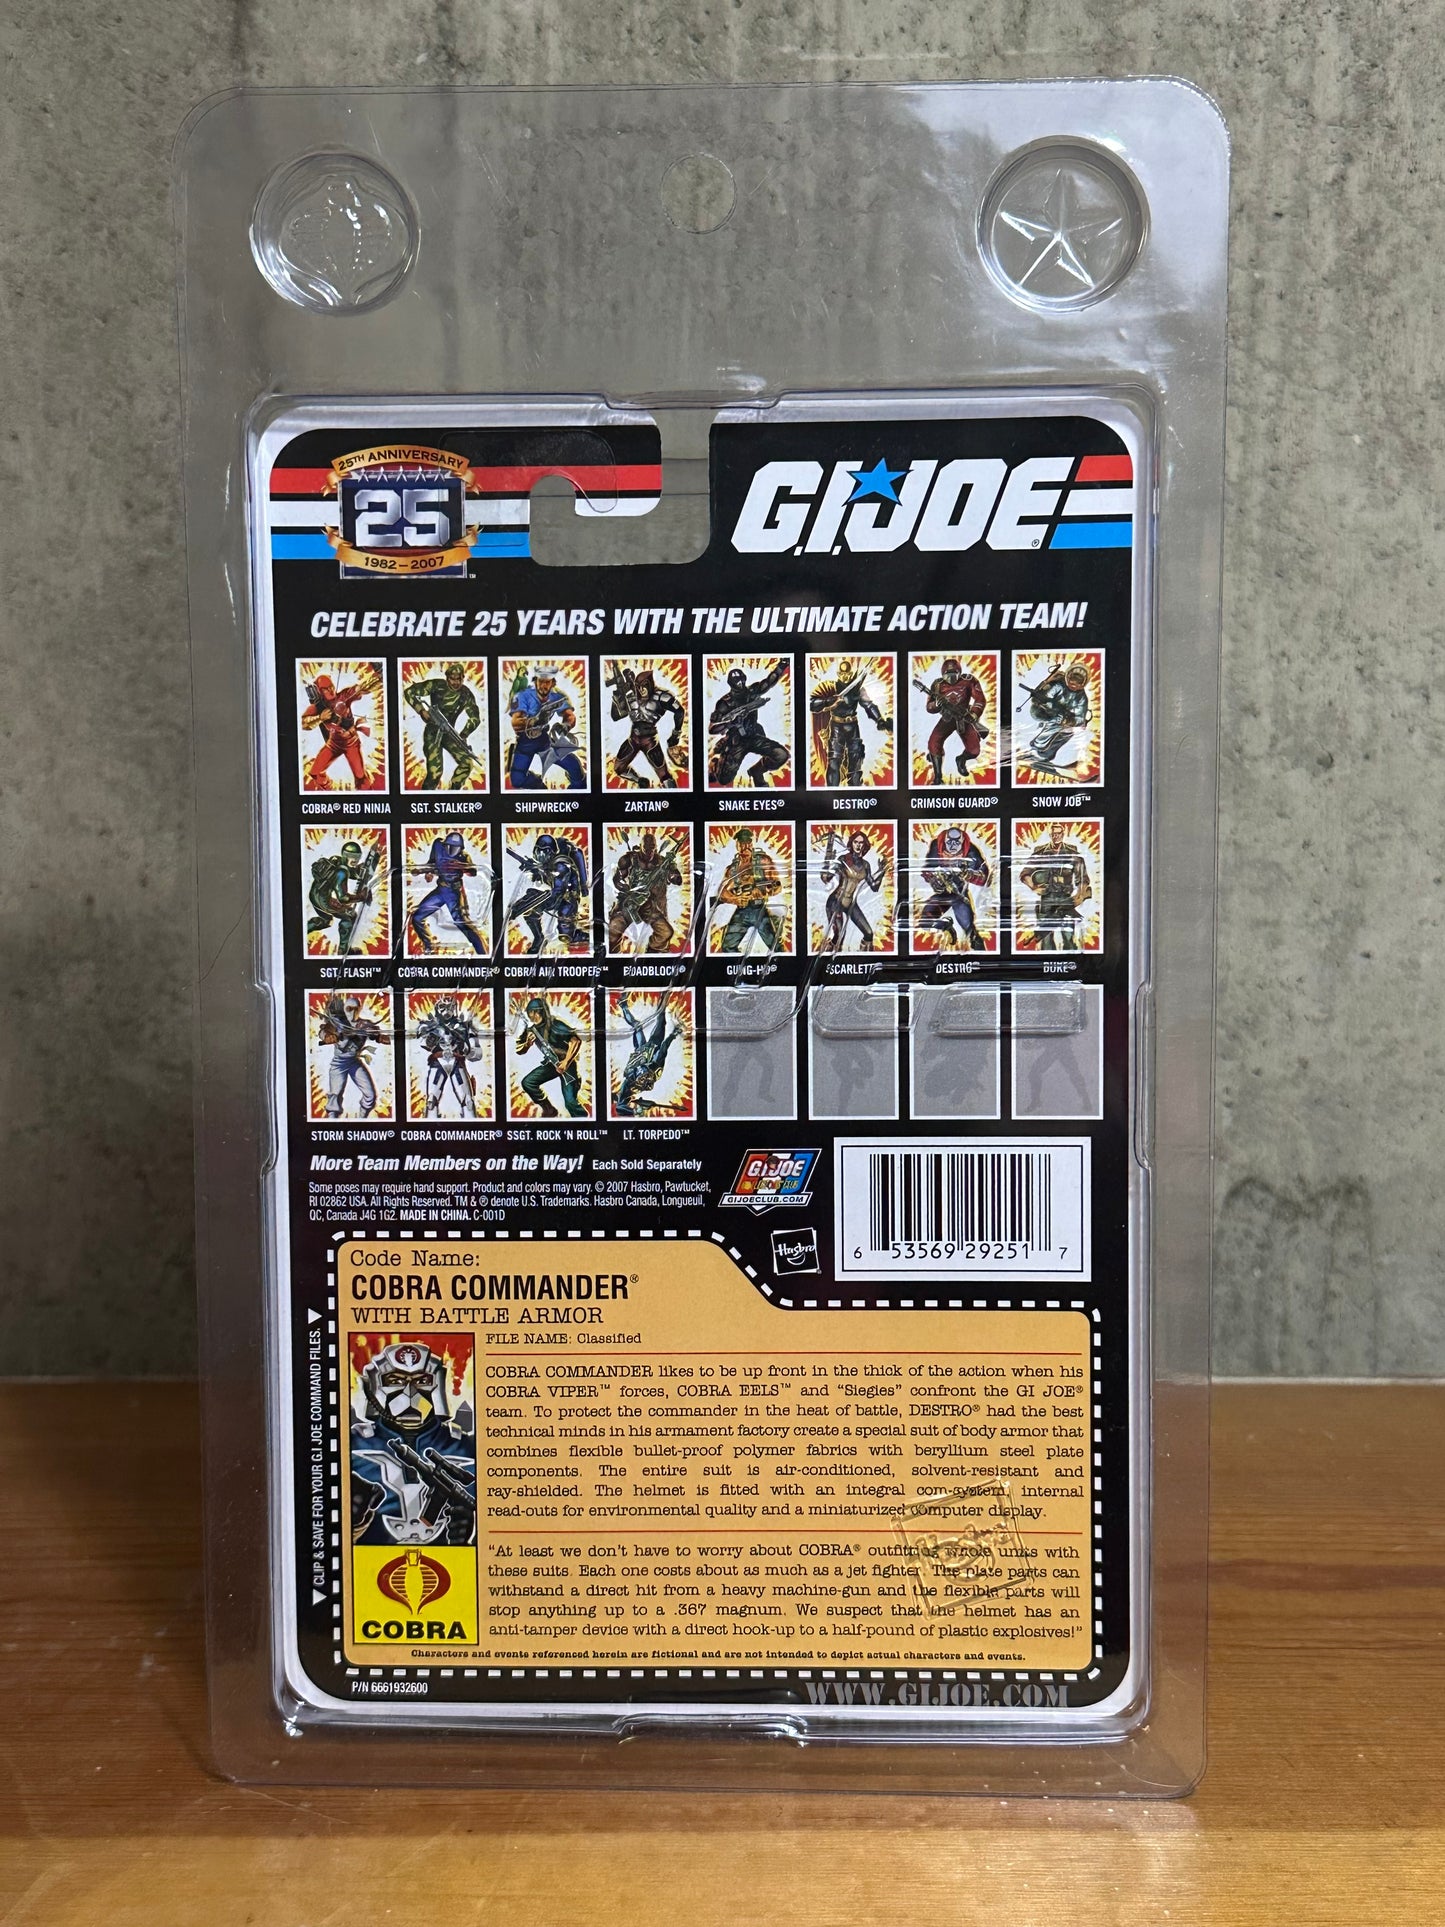 25TH ANNIVERSARY
25
1982–2007
G.I.JOE®
CELEBRATE 25 YEARS WITH THE ULTIMATE ACTION TEAM!
COBRA® RED NINJA SGT. STALKER® SHIPWRECK® ZARTAN® SNAKE EYES® DESTRO® CRIMSON GUARD® SNOW JOB™
SGT. FLASH™ COBRA COMMANDER® COBRA AIR TROOPER™ ROADBLOCK® GUNG-HO® SCARLETT® DESTRO® DUKE®
STORM SHADOW® COBRA COMMANDER® SSGT. ROCK 'N ROLL™ LT. TORPEDO™
More Team Members on the Way! Each Sold Separately
Some poses may require hand support. Product and colors may vary. © 2007 Hasbro, Pawtucket,
RI 02862 USA. All Rights Reserved. TM & ® denote U.S. Trademarks. Hasbro Canada, Longueuil,
QC, Canada J4G 1G2. MADE IN CHINA. C-001D
G.I.JOE
GIJOECLUB.COM
Hasbro
6 53569 29251 7
Code Name:
COBRA COMMANDER®
WITH BATTLE ARMOR
FILE NAME: Classified
COBRA COMMANDER likes to be up front in the thick of the action when his
COBRA VIPER™ forces, COBRA EELS™ and "Siegies" confront the GI JOE®
team. To protect the commander in the heat of battle, DESTRO® had the best
technical minds in his armament factory create a special suit of body armor that
combines flexible bullet-proof polymer fabrics with beryllium steel plate
components. The entire suit is air-conditioned, solvent-resistant and
ray-shielded. The helmet is fitted with an integral com-system, internal
read-outs for environmental quality and a miniaturized computer display.
"At least we don't have to worry about COBRA® outfitting whole units with
these suits. Each one costs about as much as a jet fighter. The plate parts can
withstand a direct hit from a heavy machine-gun and the flexible parts will
stop anything up to a .367 magnum. We suspect that the helmet has an
anti-tamper device with a direct hook-up to a half-pound of plastic explosives!"
COBRA
Characters and events referenced herein are fictional and are not intended to depict actual characters and events.
CLIP & SAVE FOR YOUR G.I JOE COMMAND FILES.
P/N 6661932600
WWW.GIJOE.COM